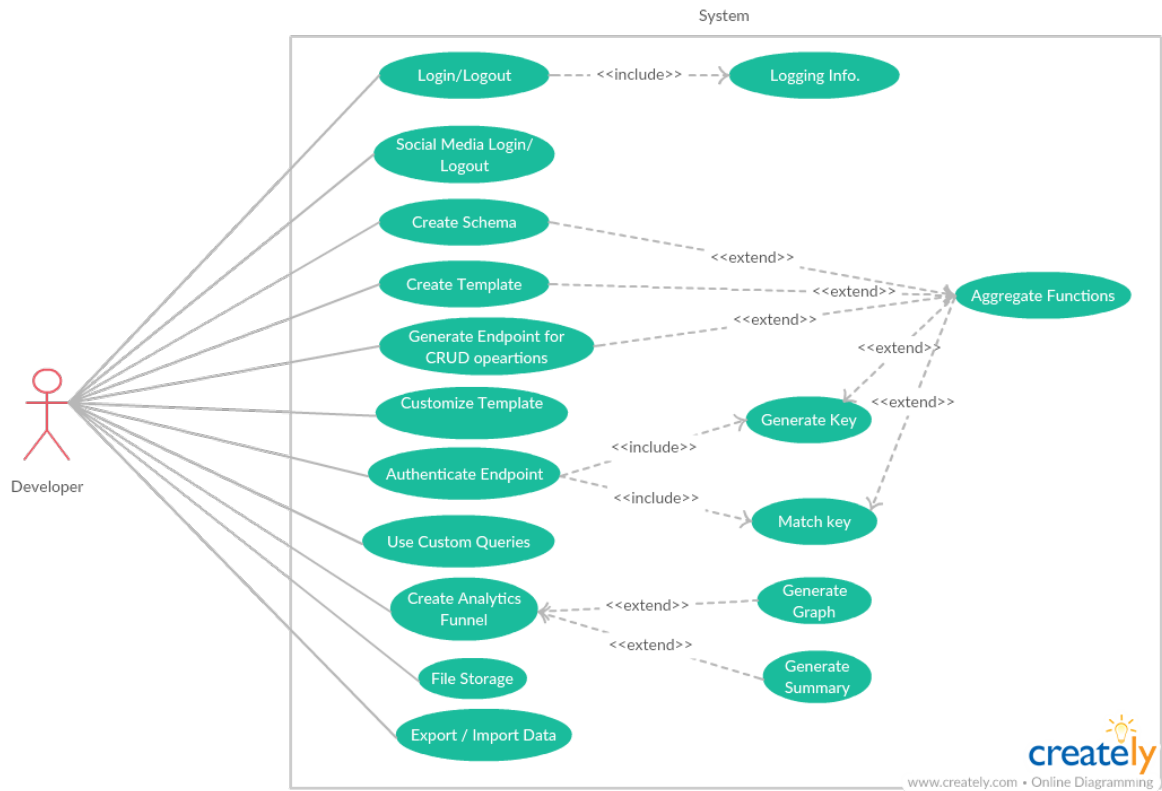 System
Login/Logout
<<include>>
Logging Info.
Social Media Login/
Logout
Create Schema
<<extend>>
Create Template
<<extend>>
Aggregate Functions
<<extend>>
Generate Endpoint for
CRUD opeartions
<<extend>>
Customize Template
<<extend>>
Generate Key
<<include>>
Authenticate Endpoint
Developer
<<include>>
Match key
Use Custom Queries
Create Analytics
Funnel
<<extend>>
Generate
Graph
<<extend>>
Generate
Summary
File Storage
Export / Import Data
creately
www.creately.com • Online Diagramming